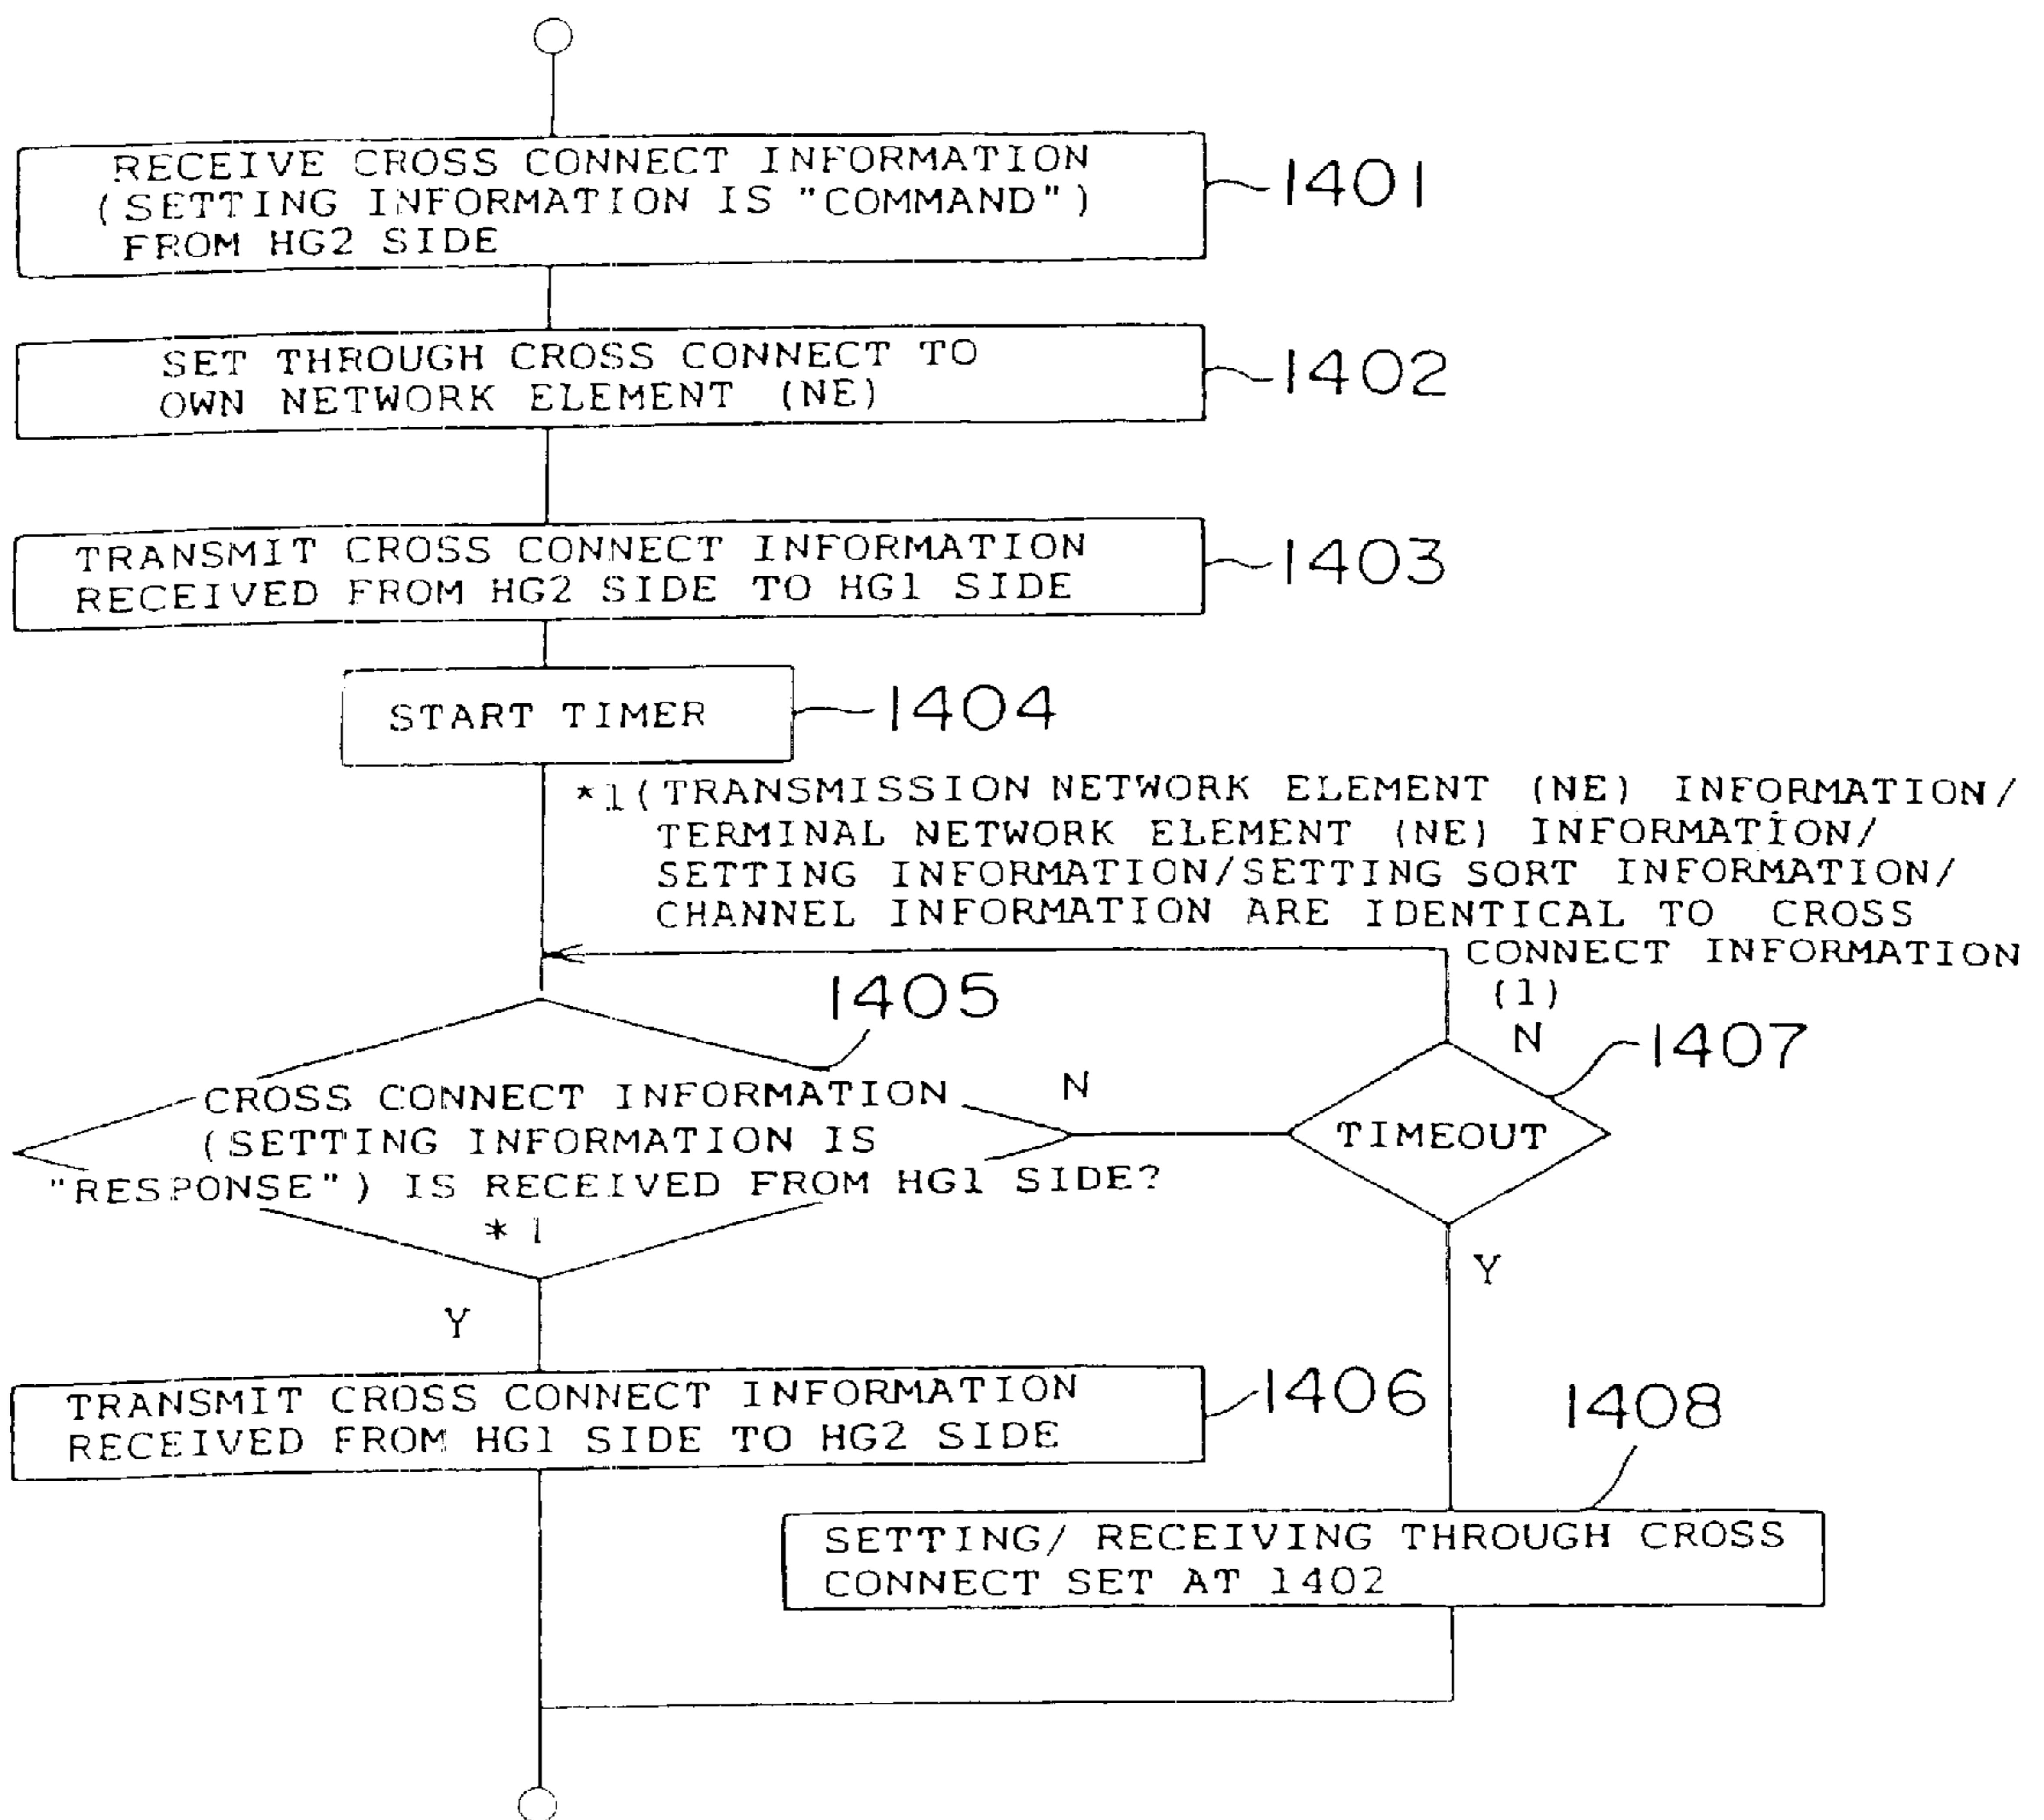 RECEIVE CROSS CONNECT INFORMATION
(SETTING INFORMATION IS "COMMAND")
FROM HG2 SIDE
1401
SET THROUGH CROSS CONNECT TO
OWN NETWORK ELEMENT (NE)
1402
TRANSMIT CROSS CONNECT INFORMATION
RECEIVED FROM HG2 SIDE TO HG1 SIDE
1403
START TIMER
1404
*1(TRANSMISSION NETWORK ELEMENT (NE) INFORMATION/
TERMINAL NETWORK ELEMENT (NE) INFORMATION/
SETTING INFORMATION/SETTING SORT INFORMATION/
CHANNEL INFORMATION ARE IDENTICAL TO CROSS
CONNECT INFORMATION
(1)
1405
N
1407
CROSS CONNECT INFORMATION
(SETTING INFORMATION IS
"RESPONSE") IS RECEIVED FROM HG1 SIDE?
*1
N
TIMEOUT
Y
Y
TRANSMIT CROSS CONNECT INFORMATION
RECEIVED FROM HG1 SIDE TO HG2 SIDE
1406
1408
SETTING/ RECEIVING THROUGH CROSS
CONNECT SET AT 1402